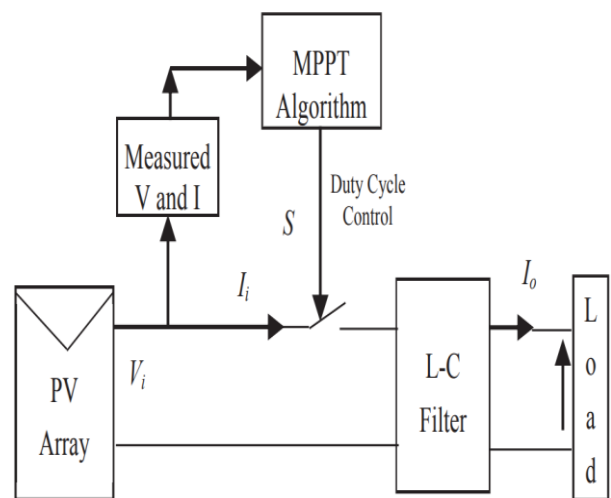 MPPT
Algorithm
Measured
V and I
Duty Cycle
Control
S
I_i
I_o
V_i
PV
Array
L-C
Filter
L
o
a
d